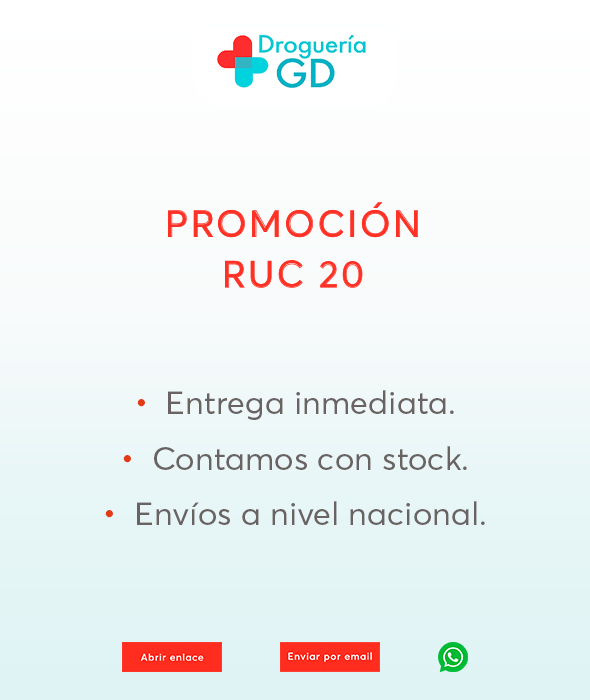 Droguería
GD
PROMOCIÓN
RUC 20
• Entrega inmediata.
• Contamos con stock.
• Envíos a nivel nacional.
Abrir enlace
Enviar por email